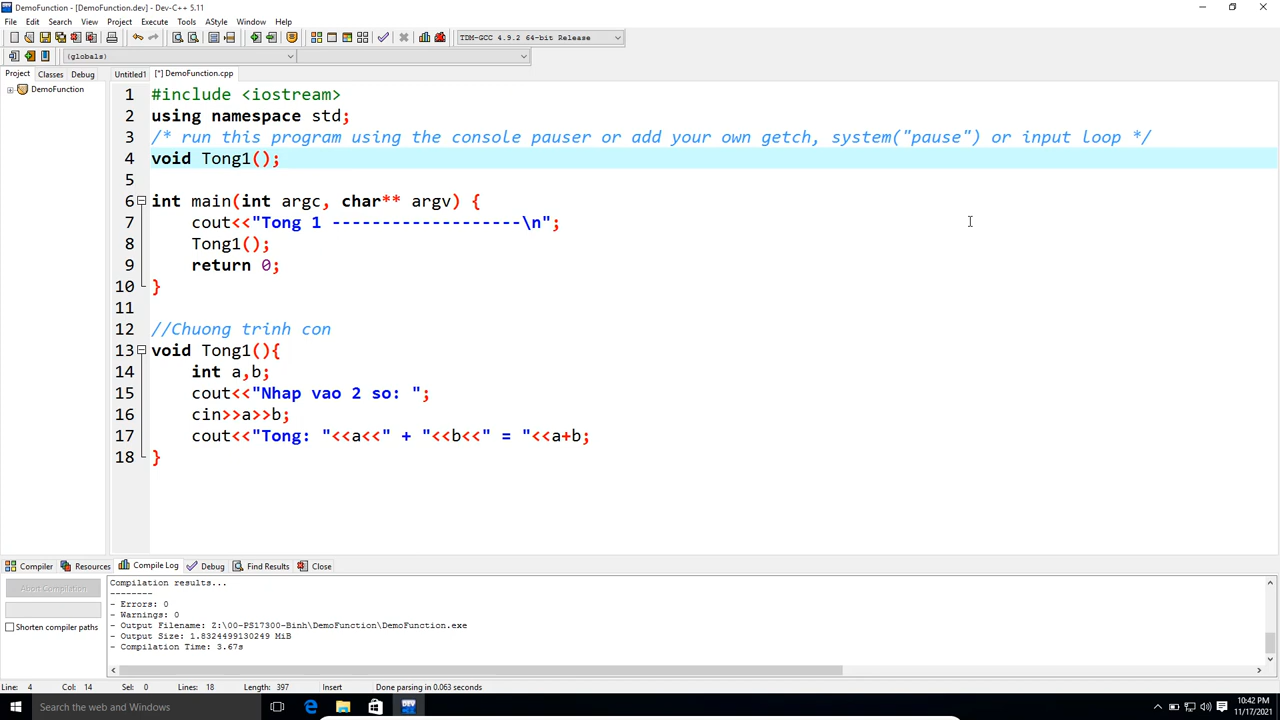 DemoFunction - [DemoFunction.dev] - Dev-C++ 5.11
File Edit Search View Project Execute Tools AStyle Window Help
TDM-GCC 4.9.2 64-bit Release
(globals)
Project Classes Debug Untitled1 [*] DemoFunction.cpp
DemoFunction
1 #include <iostream>
2 using namespace std;
3 /* run this program using the console pauser or add your own getch, system("pause") or input loop */
4 void Tong1();
5
6 int main(int argc, char** argv) {
7 cout<<"Tong 1 -------------------\n";
8 Tong1();
9 return 0;
10 }
11
12 //Chuong trinh con
13 void Tong1(){
14 int a,b;
15 cout<<"Nhap vao 2 so: ";
16 cin>>a>>b;
17 cout<<"Tong: "<<a<<" + "<<b<<" = "<<a+b;
18 }
Compiler Resources Compile Log Debug Find Results Close
Abort Compilation
Shorten compiler paths
Compilation results...
--------
- Errors: 0
- Warnings: 0
- Output Filename: Z:\00-PS17300-Binh\DemoFunction\DemoFunction.exe
- Output Size: 1.8324499130249 MiB
- Compilation Time: 3.67s
Line: 4 Col: 14 Sel: 0 Lines: 18 Length: 397 Insert Done parsing in 0.063 seconds
Search the web and Windows
DEV
10:42 PM
11/17/2021